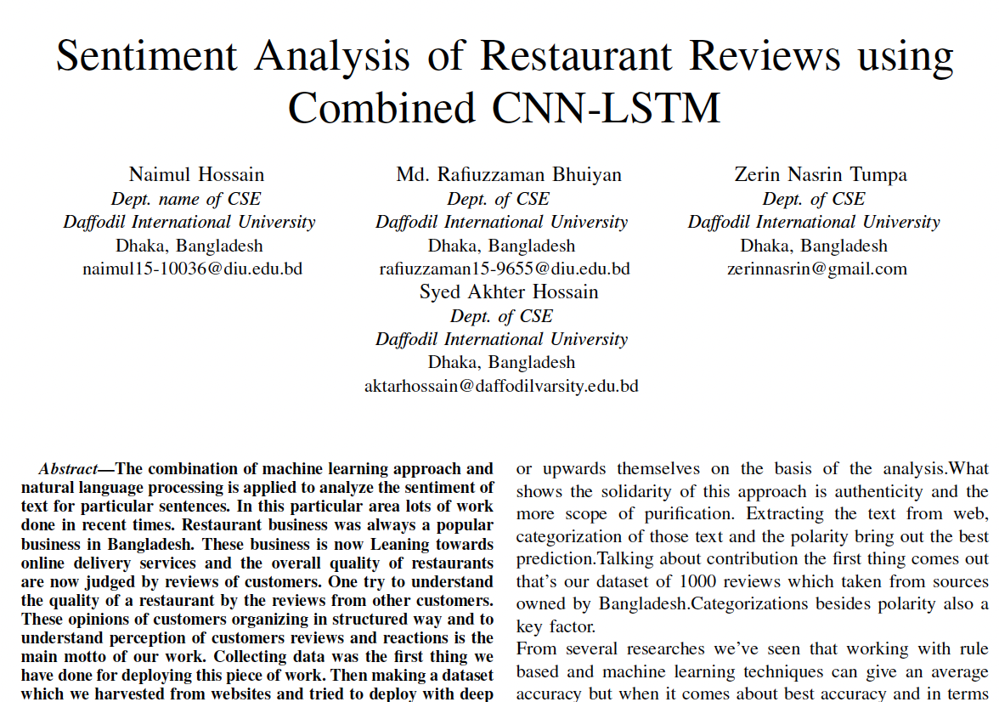 Sentiment Analysis of Restaurant Reviews using
Combined CNN-LSTM
Naimul Hossain
Dept. name of CSE
Daffodil International University
Dhaka, Bangladesh
naimul15-10036@diu.edu.bd
Md. Rafiuzzaman Bhuiyan
Dept. of CSE
Daffodil International University
Dhaka, Bangladesh
rafiuzzaman15-9655@diu.edu.bd
Zerin Nasrin Tumpa
Dept. of CSE
Daffodil International University
Dhaka, Bangladesh
zerinnasrin@gmail.com
Syed Akhter Hossain
Dept. of CSE
Daffodil International University
Dhaka, Bangladesh
aktarhossain@daffodilvarsity.edu.bd
Abstract—The combination of machine learning approach and
natural language processing is applied to analyze the sentiment of
text for particular sentences. In this particular area lots of work
done in recent times. Restaurant business was always a popular
business in Bangladesh. These business is now Leaning towards
online delivery services and the overall quality of restaurants
are now judged by reviews of customers. One try to understand
the quality of a restaurant by the reviews from other customers.
These opinions of customers organizing in structured way and to
understand perception of customers reviews and reactions is the
main motto of our work. Collecting data was the first thing we
have done for deploying this piece of work. Then making a dataset
which we harvested from websites and tried to deploy with deep
or upwards themselves on the basis of the analysis.What
shows the solidarity of this approach is authenticity and the
more scope of purification. Extracting the text from web,
categorization of those text and the polarity bring out the best
prediction.Talking about contribution the first thing comes out
that's our dataset of 1000 reviews which taken from sources
owned by Bangladesh.Categorizations besides polarity also a
key factor.
From several researches we've seen that working with rule
based and machine learning techniques can give an average
accuracy but when it comes about best accuracy and in terms